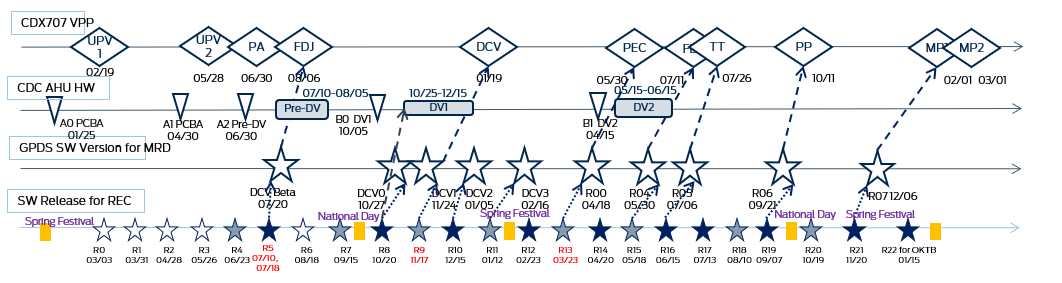 CDX707 VPP
UPV
1
02/19
UPV
2
05/28
PA
06/30
FDJ
08/06
DCV
01/19
PEC
05/30
07/11
TT
07/26
PP
10/11
MP2
02/01
03/01
CDC AHU HW
A0 PCBA
01/25
A1 PCBA
04/30
A2 Pre-DV
06/30
07/10-08/05
Pre-DV
B0 DV1
10/05
10/25-12/15
DV1
B1 DV2
04/15
05/15-06/15
DV2
GPDS SW Version for MRD
DCV Beta
07/20
DCV0
10/27
DCV1
11/24
DCV2
01/05
DCV3
02/16
R00
04/18
R04
05/30
R05
07/06
R06
09/21
R07 12/06
SW Release for REC
Spring Festival
National Day
Spring Festival
National Day
Spring Festival
R0
03/03
R1
03/31
R2
04/28
R3
05/26
R4
06/23
R5
07/10,
07/18
R6
08/18
R7
09/15
R8
10/20
R9
11/17
R10
12/15
R11
01/12
R12
02/23
R13
03/23
R14
04/20
R15
05/18
R16
06/15
R17
07/13
R18
08/10
R19
09/07
R20
10/19
R21
11/20
R22 for OKTB
01/15